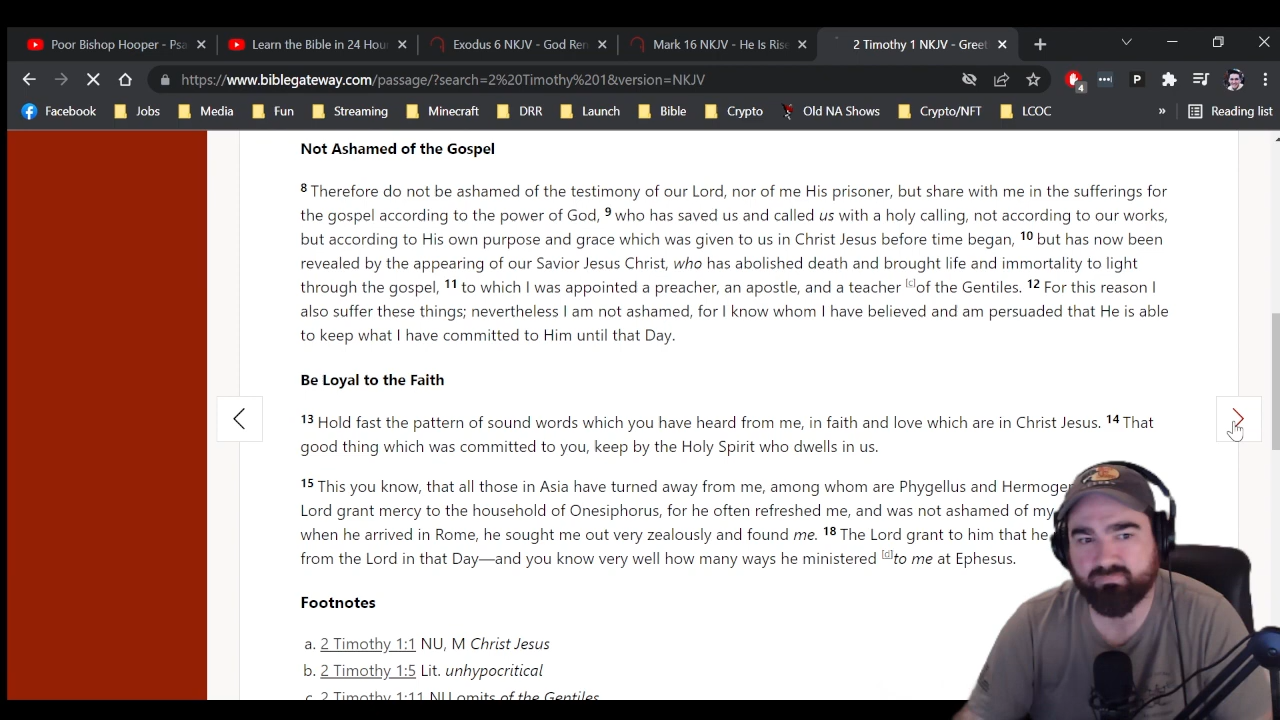 Poor Bishop Hooper - Psa
Learn the Bible in 24 Hou
Exodus 6 NKJV - God Ren
Mark 16 NKJV - He Is Rise
2 Timothy 1 NKJV - Greet
https://www.biblegateway.com/passage/?search=2%20Timothy%201&version=NKJV
4
P
Facebook Jobs Media Fun Streaming Minecraft DRR Launch Bible Crypto Old NA Shows Crypto/NFT LCOC » Reading list
Not Ashamed of the Gospel
8 Therefore do not be ashamed of the testimony of our Lord, nor of me His prisoner, but share with me in the sufferings for
the gospel according to the power of God, 9 who has saved us and called us with a holy calling, not according to our works,
but according to His own purpose and grace which was given to us in Christ Jesus before time began, 10 but has now been
revealed by the appearing of our Savior Jesus Christ, who has abolished death and brought life and immortality to light
through the gospel, 11 to which I was appointed a preacher, an apostle, and a teacher [c]of the Gentiles. 12 For this reason I
also suffer these things; nevertheless I am not ashamed, for I know whom I have believed and am persuaded that He is able
to keep what I have committed to Him until that Day.
Be Loyal to the Faith
13 Hold fast the pattern of sound words which you have heard from me, in faith and love which are in Christ Jesus. 14 That
good thing which was committed to you, keep by the Holy Spirit who dwells in us.
15 This you know, that all those in Asia have turned away from me, among whom are Phygellus and Hermoger
Lord grant mercy to the household of Onesiphorus, for he often refreshed me, and was not ashamed of my
when he arrived in Rome, he sought me out very zealously and found me. 18 The Lord grant to him that he
from the Lord in that Day—and you know very well how many ways he ministered [d]to me at Ephesus.
Footnotes
a. 2 Timothy 1:1 NU, M Christ Jesus
b. 2 Timothy 1:5 Lit. unhypocritical
c. 2 Timothy 1:11 NU omits of the Gentiles